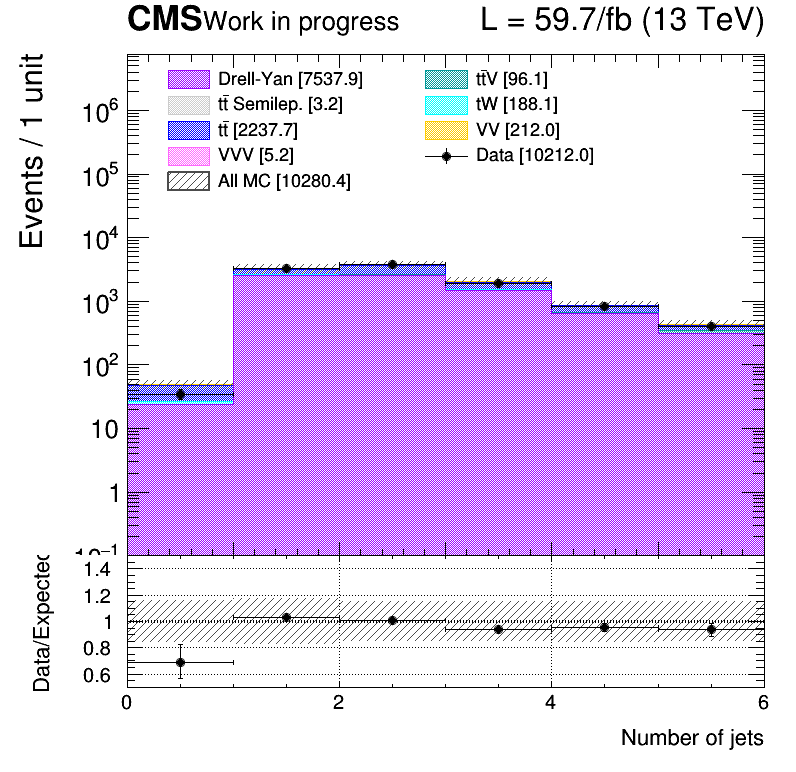 CMS Work in progress L = 59.7/fb (13 TeV)
Events / 1 unit
Drell-Yan [7537.9]
tt̄ Semilep. [3.2]
tt̄ [2237.7]
VVV [5.2]
All MC [10280.4]
tt̄V [96.1]
tW [188.1]
VV [212.0]
Data [10212.0]
10⁶
10⁵
10⁴
10³
10²
10
1
10⁻¹
Data/Expected
1.4
1.2
1
0.8
0.6
0 2 4 6
Number of jets